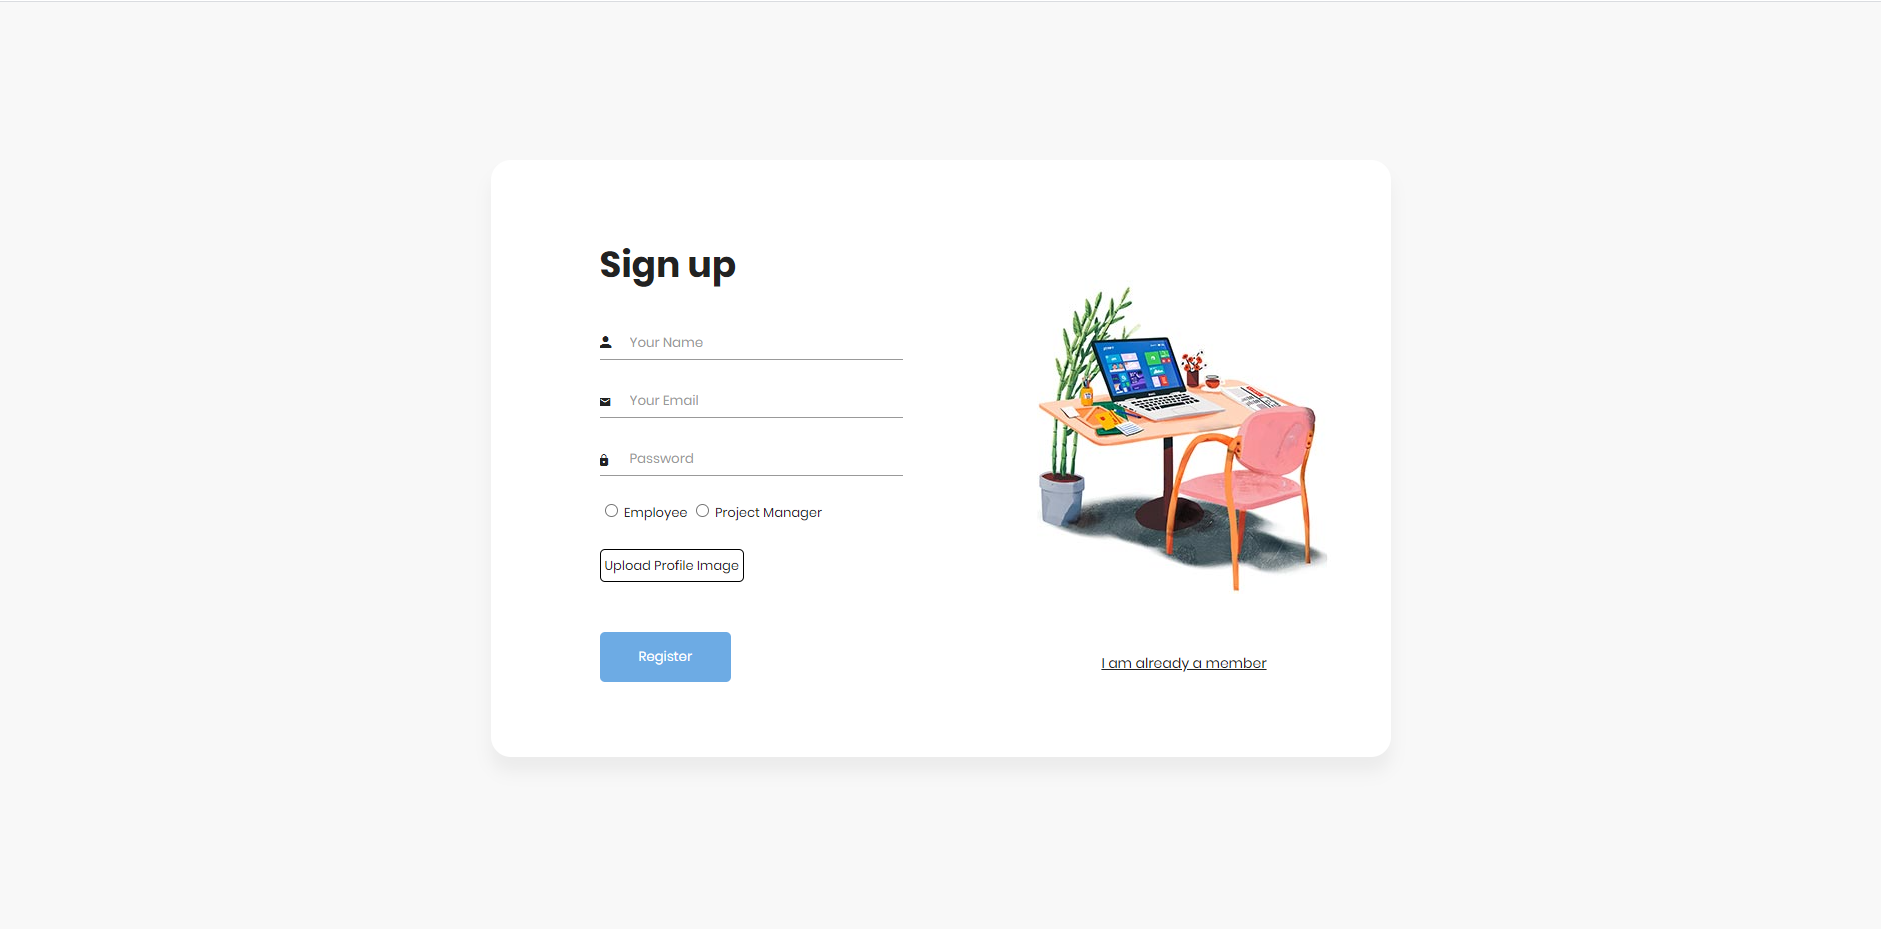 Sign up
Your Name
Your Email
Password
Employee Project Manager
Upload Profile Image
Register
I am already a member